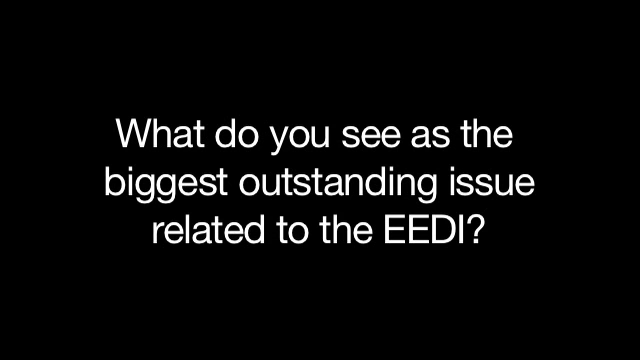 What do you see as the
biggest outstanding issue
related to the EEDI?